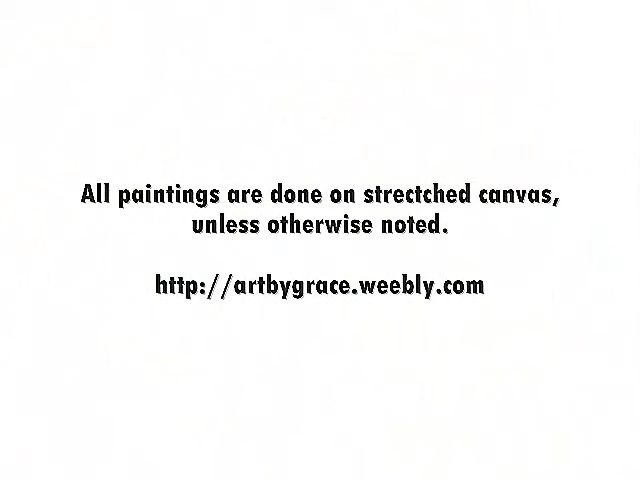 All paintings are done on strectched canvas,
unless otherwise noted.
http://artbygrace.weebly.com